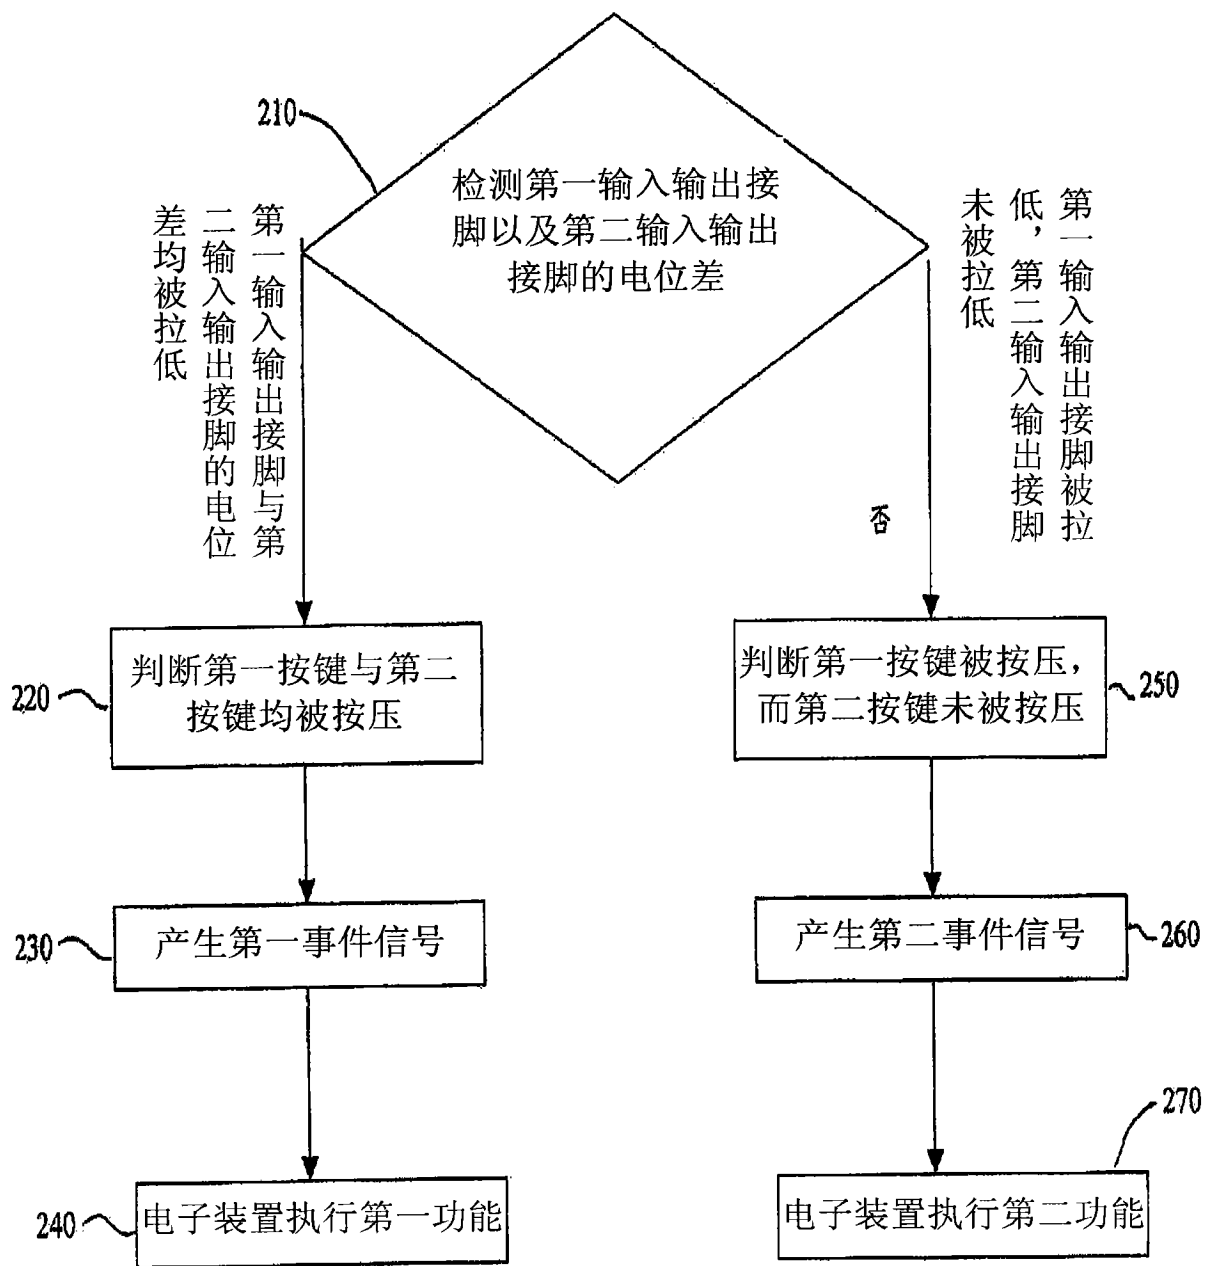 210
检测第一输入输出接
脚以及第二输入输出
接脚的电位差
第一输入输出接脚与第
二输入输出接脚的电位
差均被拉低
第一输入输出接脚被拉
低，第二输入输出接脚
未被拉低
否
220
判断第一按键与第二
按键均被按压
判断第一按键被按压，
而第二按键未被按压
250
230
产生第一事件信号
产生第二事件信号
260
270
240
电子装置执行第一功能
电子装置执行第二功能